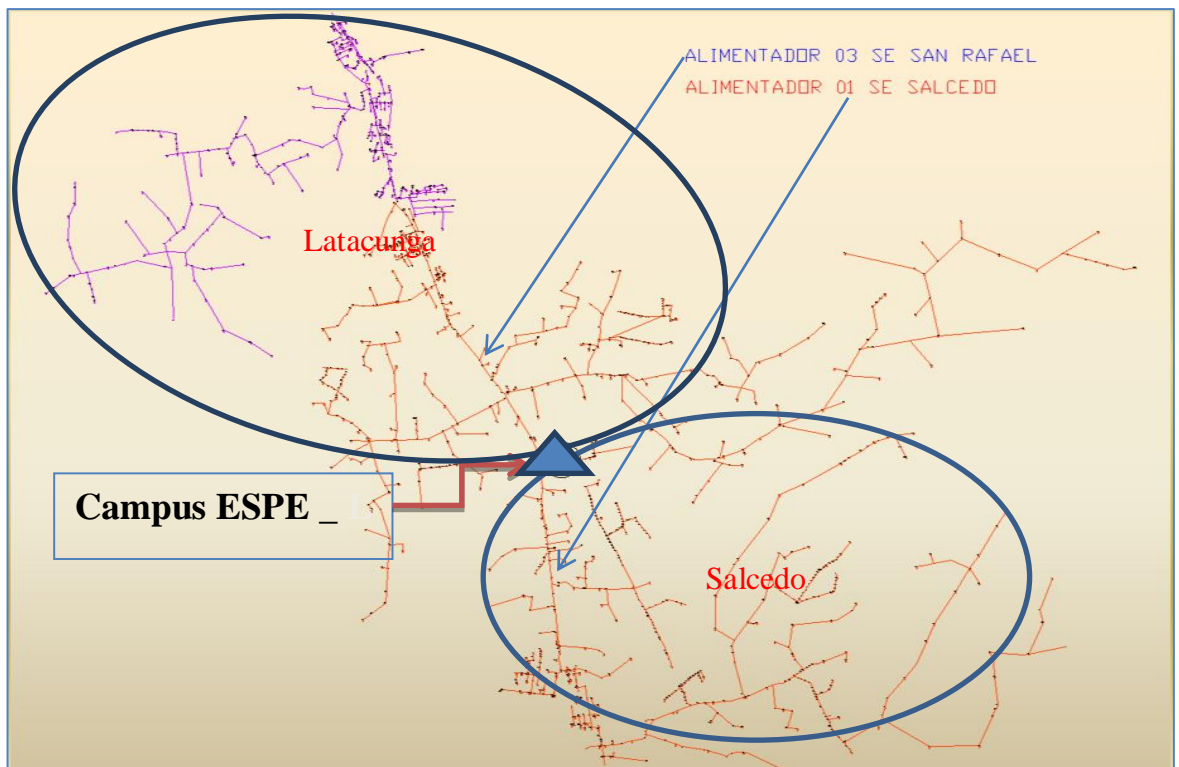 ALIMENTADOR 03 SE SAN RAFAEL
ALIMENTADOR 01 SE SALCEDO
Latacunga
Campus ESPE _ L
Salcedo